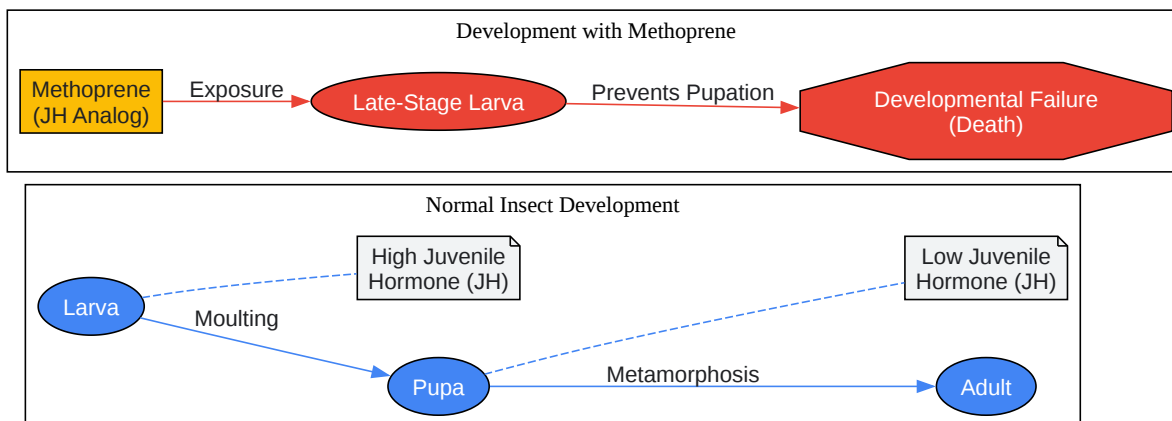 Development with Methoprene
Methoprene
(JH Analog)
Exposure
Late-Stage Larva
Prevents Pupation
Developmental Failure
(Death)
Normal Insect Development
High Juvenile
Hormone (JH)
Low Juvenile
Hormone (JH)
Larva
Moulting
Pupa
Metamorphosis
Adult